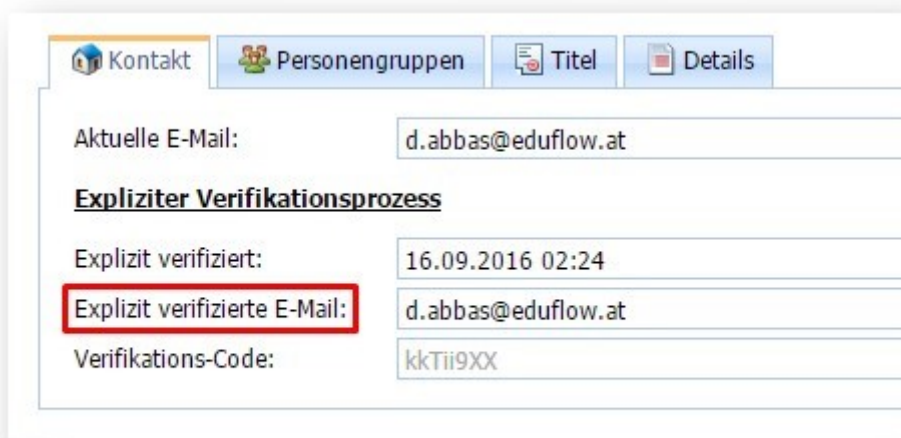 Kontakt Personengruppen Titel Details
Aktuelle E-Mail: d.abbas@eduflow.at
Expliziter Verifikationsprozess
Explizit verifiziert: 16.09.2016 02:24
Explizit verifizierte E-Mail: d.abbas@eduflow.at
Verifikations-Code: kkTii9XX